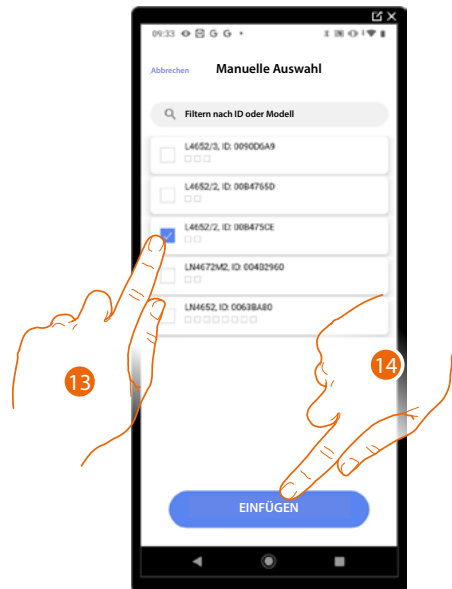 09:33 G G
Abbrechen Manuelle Auswahl
Filtern nach ID oder Modell
L4652/3, ID: 0090D6A9
L4652/2, ID: 00B4765D
L4652/2, ID: 00B475CE
LN4672M2, ID: 004B2960
LN4652, ID: 0063BA80
13
14
EINFÜGEN